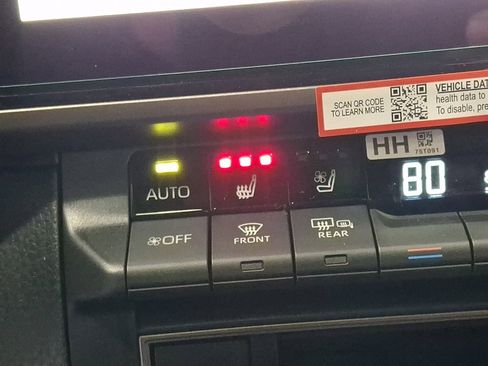 SCAN QR CODE
TO LEARN MORE
VEHICLE DAT
health data to
To disable, pre
HH
75T091
AUTO
80
OFF
FRONT
REAR